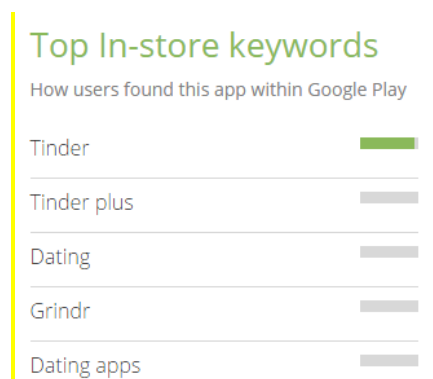 Top In-store keywords
How users found this app within Google Play
Tinder
Tinder plus
Dating
Grindr
Dating apps